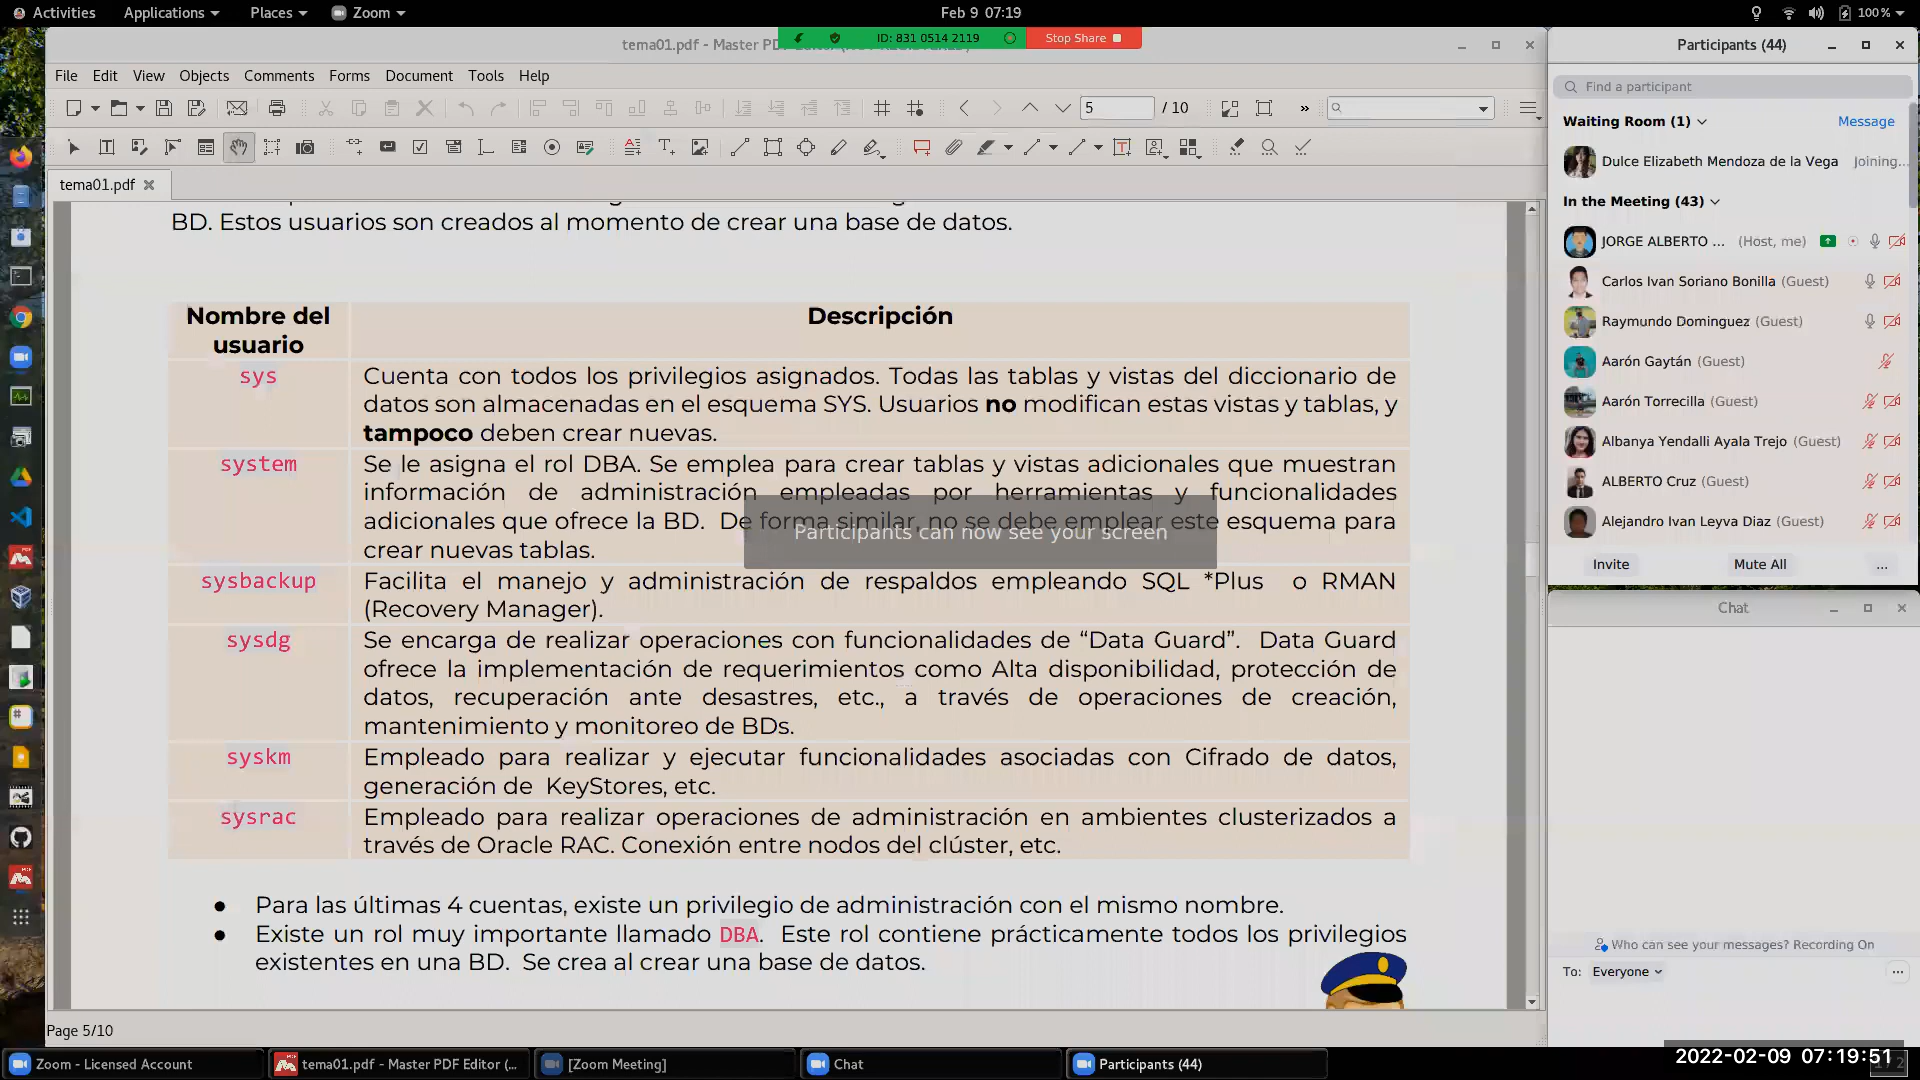 Activities Applications Places Zoom Feb 9 07:19 100%
tema01.pdf - Master PDF
ID: 831 0514 2119 Stop Share
File Edit View Objects Comments Forms Document Tools Help
5 / 10
tema01.pdf
BD. Estos usuarios son creados al momento de crear una base de datos.
Nombre del usuario Descripción
sys Cuenta con todos los privilegios asignados. Todas las tablas y vistas del diccionario de
datos son almacenadas en el esquema SYS. Usuarios no modifican estas vistas y tablas, y
tampoco deben crear nuevas.
system Se le asigna el rol DBA. Se emplea para crear tablas y vistas adicionales que muestran
información de administración empleadas por herramientas y funcionalidades
adicionales que ofrece la BD. De forma similar, no se debe emplear este esquema para
crear nuevas tablas.
Participants can now see your screen
sysbackup Facilita el manejo y administración de respaldos empleando SQL *Plus o RMAN
(Recovery Manager).
sysdg Se encarga de realizar operaciones con funcionalidades de “Data Guard”. Data Guard
ofrece la implementación de requerimientos como Alta disponibilidad, protección de
datos, recuperación ante desastres, etc., a través de operaciones de creación,
mantenimiento y monitoreo de BDs.
syskm Empleado para realizar y ejecutar funcionalidades asociadas con Cifrado de datos,
generación de KeyStores, etc.
sysrac Empleado para realizar operaciones de administración en ambientes clusterizados a
través de Oracle RAC. Conexión entre nodos del clúster, etc.
● Para las últimas 4 cuentas, existe un privilegio de administración con el mismo nombre.
● Existe un rol muy importante llamado DBA. Este rol contiene prácticamente todos los privilegios
existentes en una BD. Se crea al crear una base de datos.
Page 5/10
Participants (44)
Find a participant
Waiting Room (1) Message
Dulce Elizabeth Mendoza de la Vega Joining...
In the Meeting (43)
JORGE ALBERTO ... (Host, me)
Carlos Ivan Soriano Bonilla (Guest)
Raymundo Dominguez (Guest)
Aarón Gaytán (Guest)
Aarón Torrecilla (Guest)
Albanya Yendalli Ayala Trejo (Guest)
ALBERTO Cruz (Guest)
Alejandro Ivan Leyva Diaz (Guest)
Invite Mute All ...
Chat
Who can see your messages? Recording On
To: Everyone
Zoom - Licensed Account tema01.pdf - Master PDF Editor (... [Zoom Meeting] Chat Participants (44)
2022-02-09 07:19:51
1 / 2